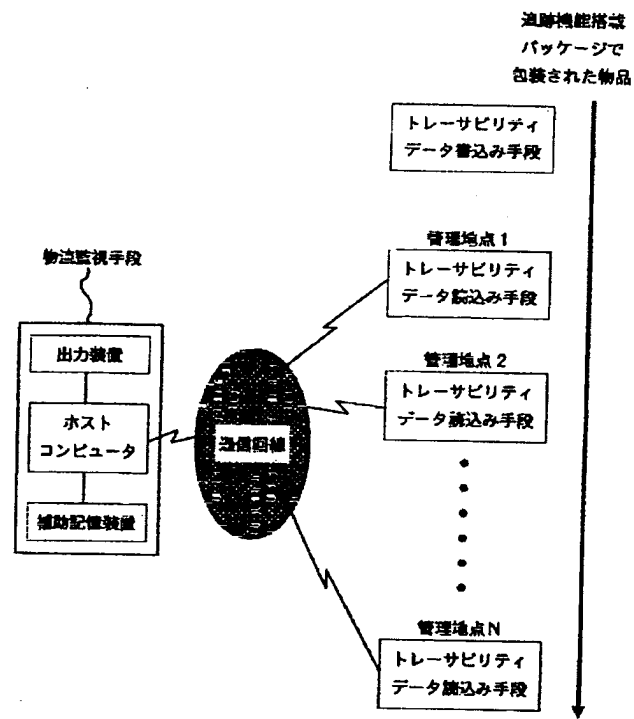 追跡機能搭載
パッケージで
包装された物品
トレーサビリティ
データ書込み手段
管理地点1
トレーサビリティ
データ読込み手段
物流監視手段
出力装置
ホスト
コンピュータ
補助記憶装置
通信回線
管理地点2
トレーサビリティ
データ読込み手段
管理地点N
トレーサビリティ
データ読込み手段